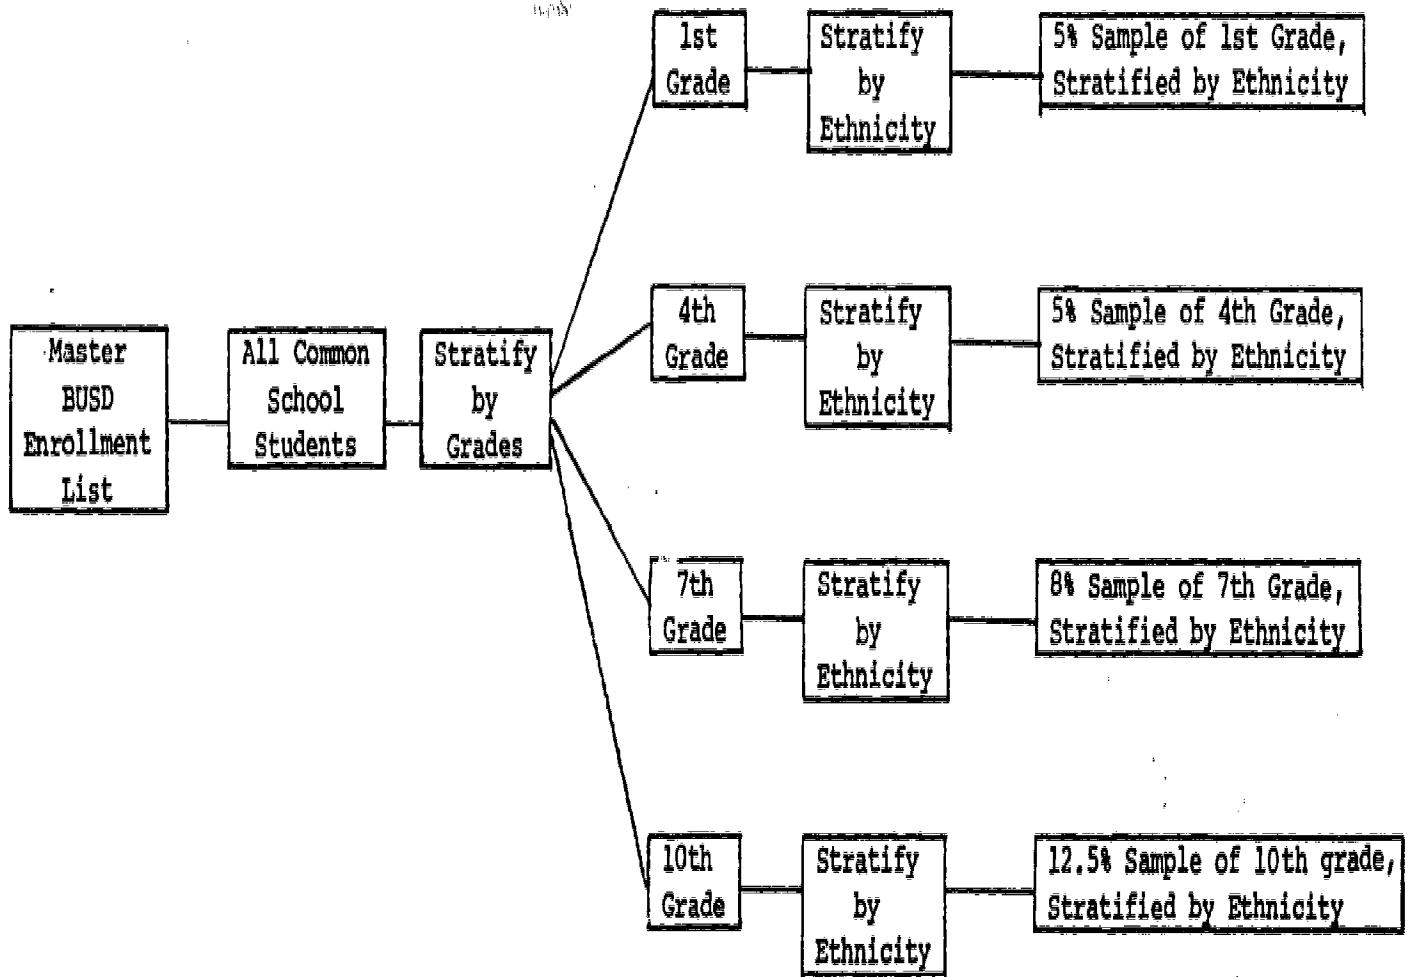 Master
BUSD
Enrollment
List
All Common
School
Students
Stratify
by
Grades
1st
Grade
Stratify
by
Ethnicity
5% Sample of 1st Grade,
Stratified by Ethnicity
4th
Grade
Stratify
by
Ethnicity
5% Sample of 4th Grade,
Stratified by Ethnicity
7th
Grade
Stratify
by
Ethnicity
8% Sample of 7th Grade,
Stratified by Ethnicity
10th
Grade
Stratify
by
Ethnicity
12.5% Sample of 10th grade,
Stratified by Ethnicity